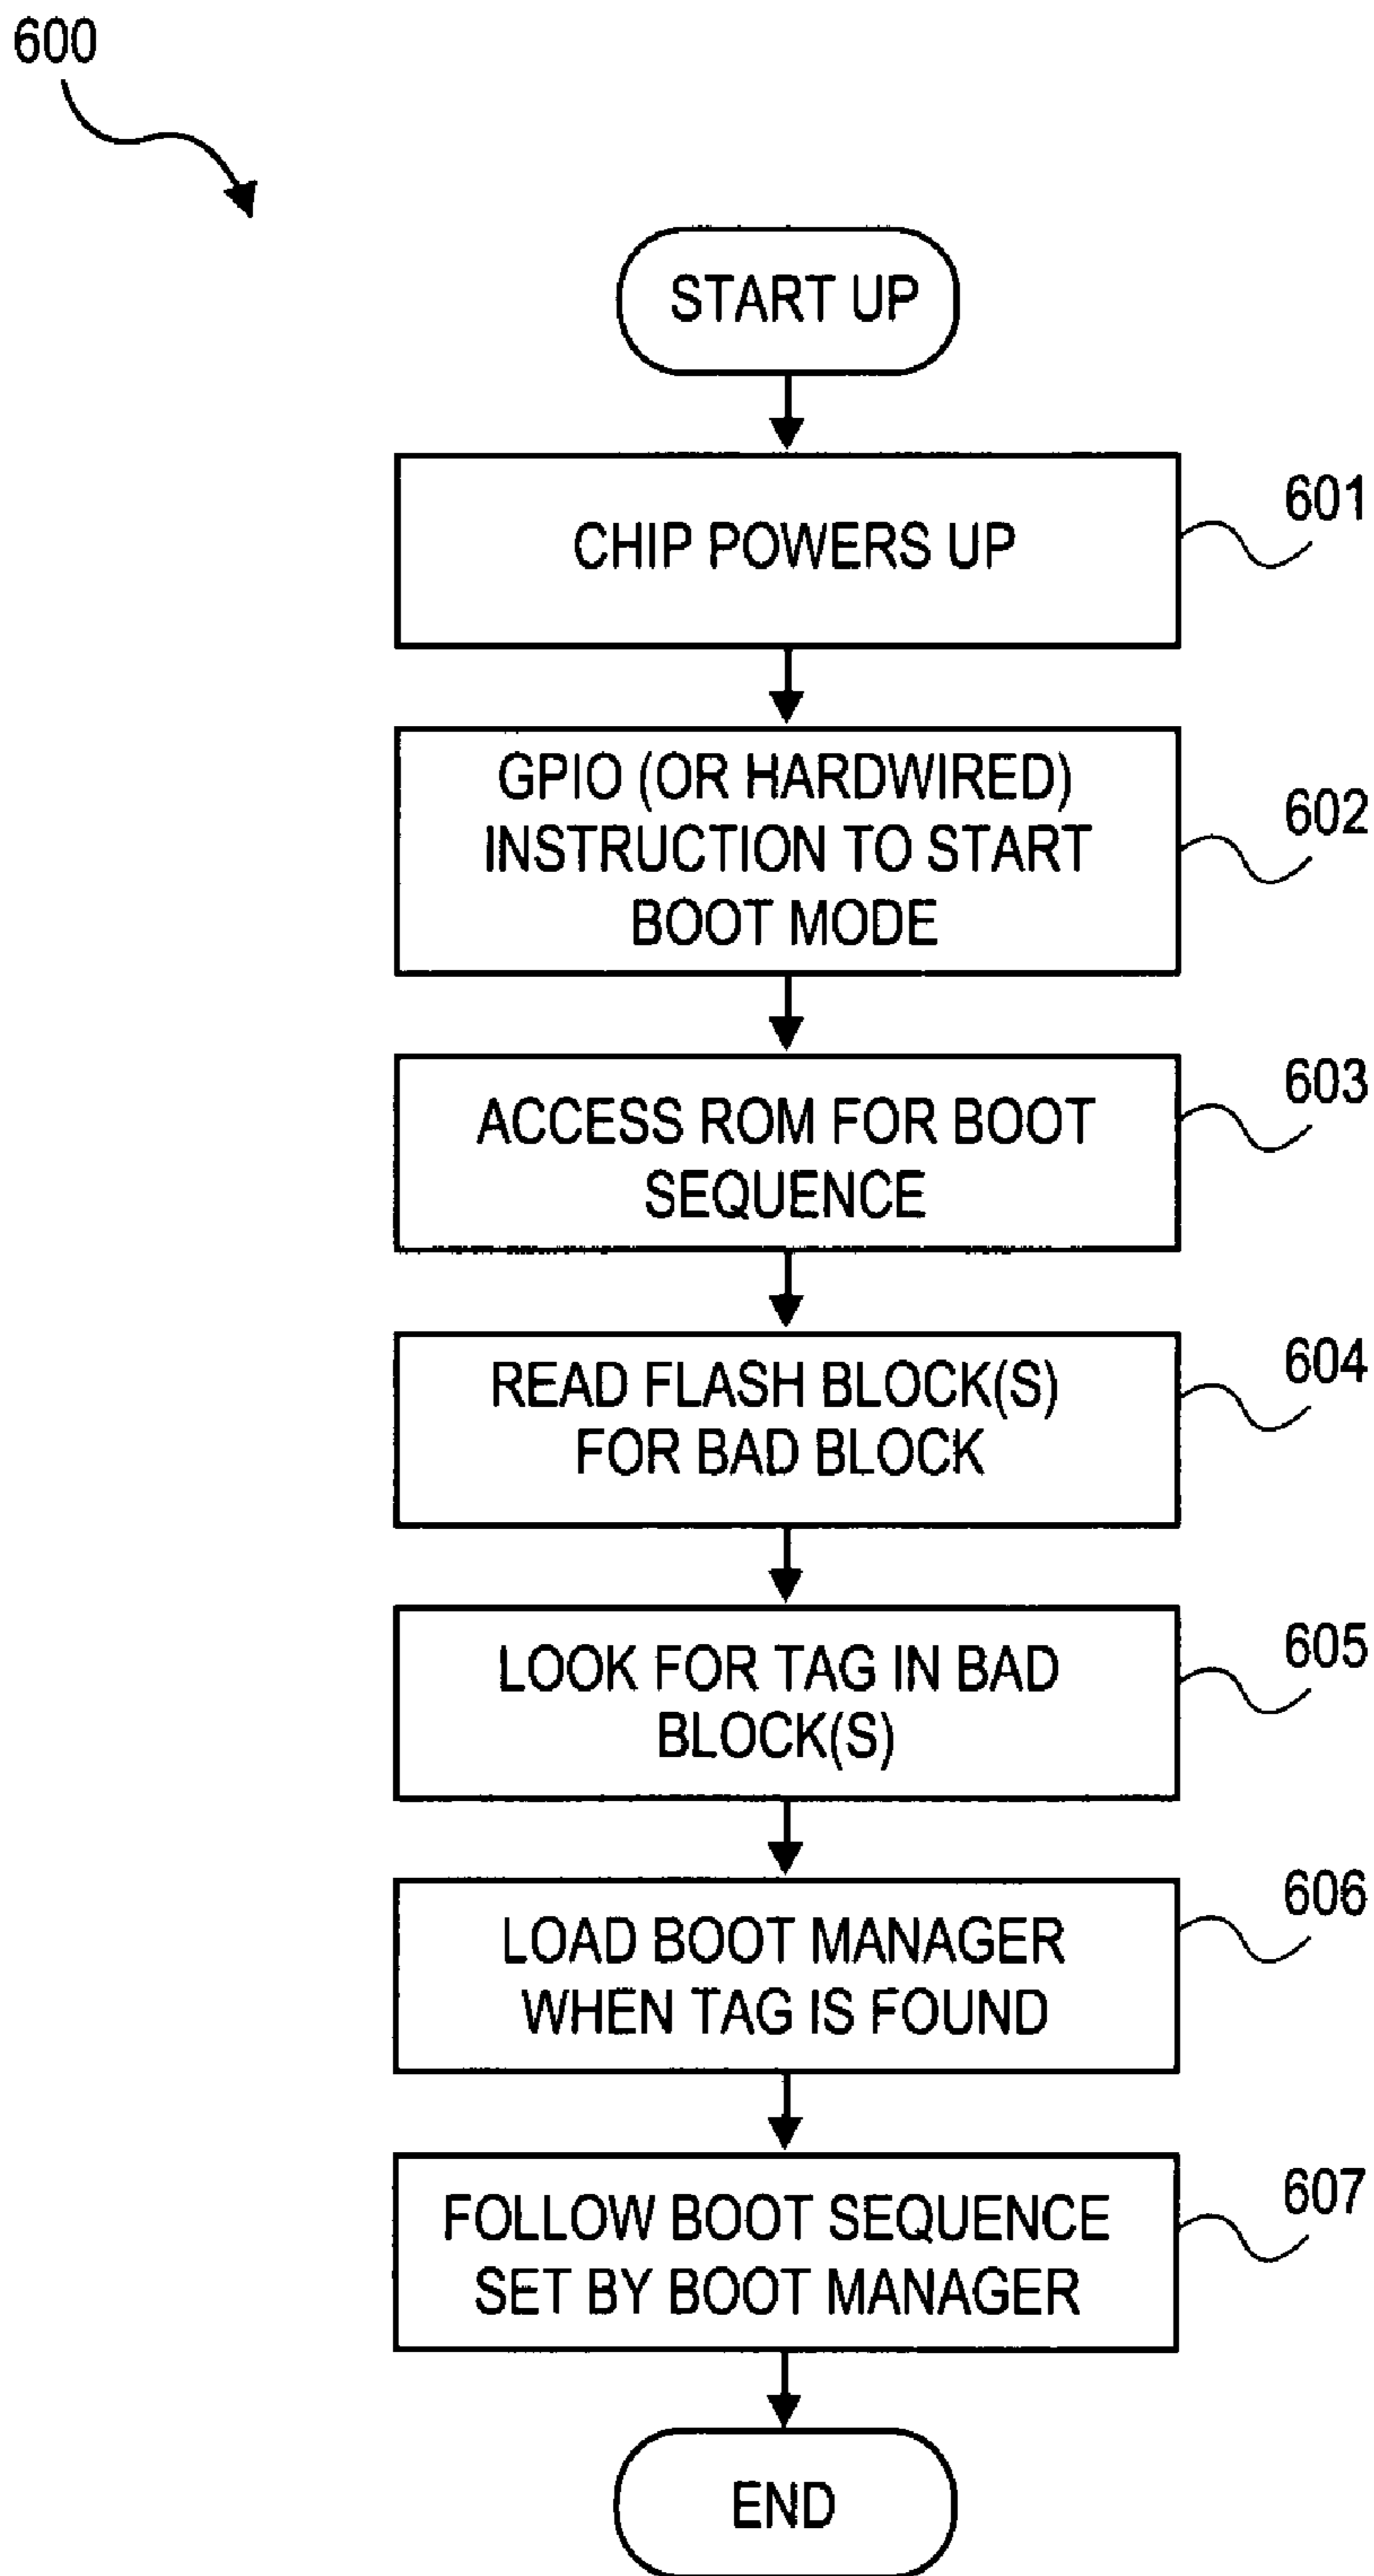 600
START UP
CHIP POWERS UP
601
GPIO (OR HARDWIRED)
INSTRUCTION TO START
BOOT MODE
602
ACCESS ROM FOR BOOT
SEQUENCE
603
READ FLASH BLOCK(S)
FOR BAD BLOCK
604
LOOK FOR TAG IN BAD
BLOCK(S)
605
LOAD BOOT MANAGER
WHEN TAG IS FOUND
606
FOLLOW BOOT SEQUENCE
SET BY BOOT MANAGER
607
END